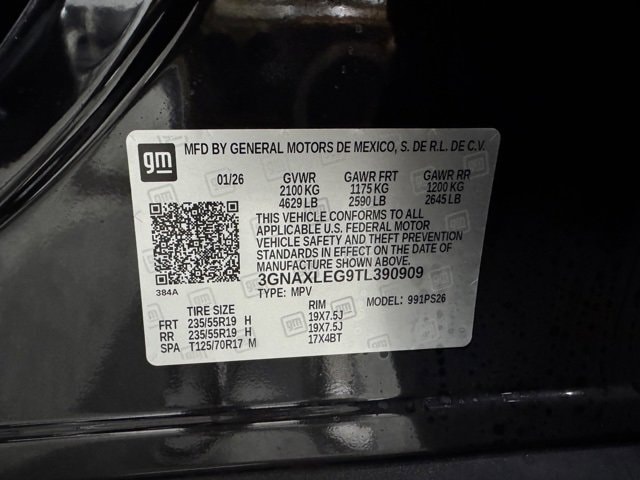 gm
MFD BY GENERAL MOTORS DE MEXICO, S. DE R.L. DE C.V.
01/26 GVWR GAWR FRT GAWR RR
2100 KG 1175 KG 1200 KG
4629 LB 2590 LB 2645 LB
THIS VEHICLE CONFORMS TO ALL
APPLICABLE U.S. FEDERAL MOTOR
VEHICLE SAFETY AND THEFT PREVENTION
STANDARDS IN EFFECT ON THE DATE OF
MANUFACTURE SHOWN ABOVE.
3GNAXLEG9TL390909
384A TYPE: MPV MODEL: 991PS26
TIRE SIZE RIM
FRT 235/55R19 H 19X7.5J
RR 235/55R19 H 19X7.5J
SPA T125/70R17 M 17X4BT